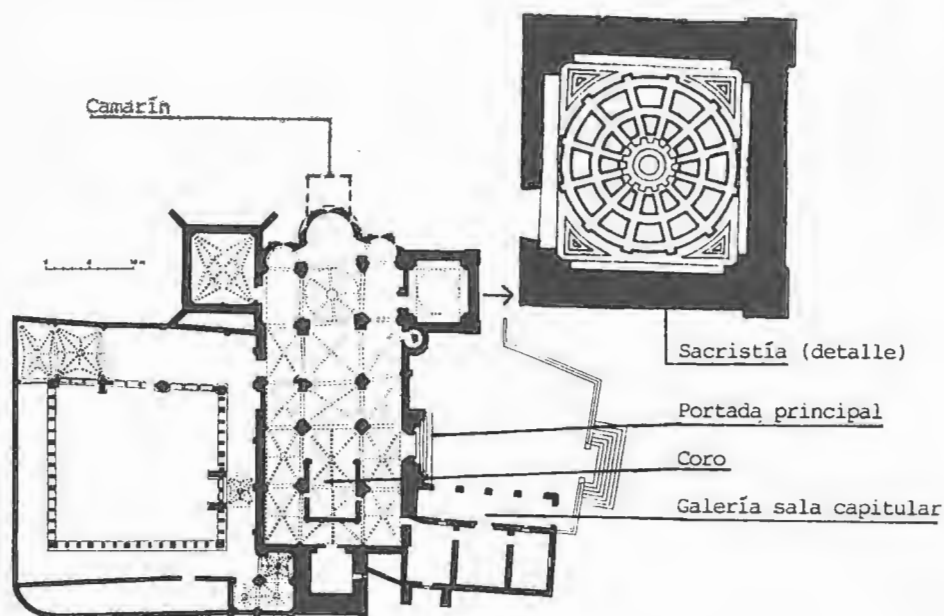 Camarín
Sacristía (detalle)
Portada principal
Coro
Galería sala capitular